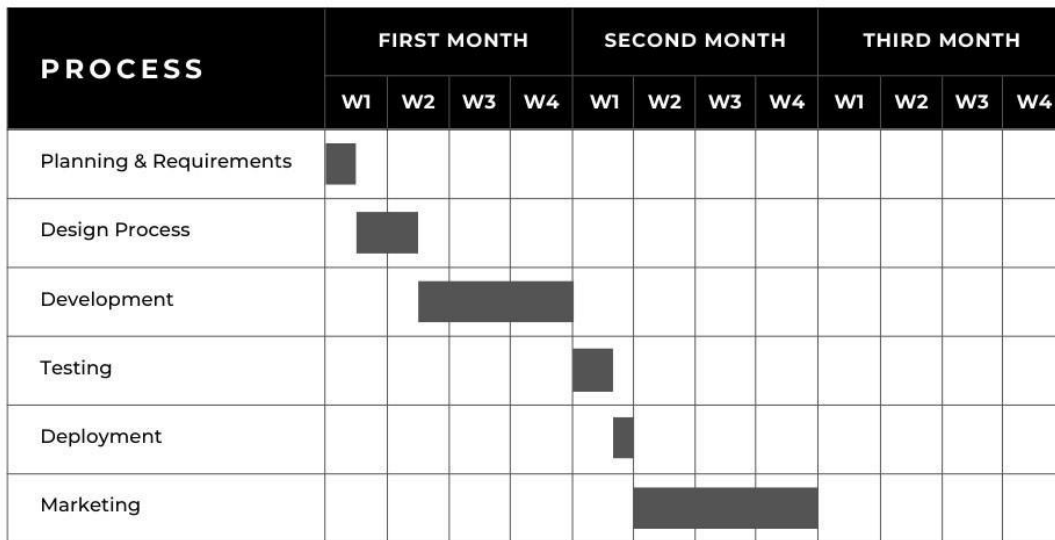 PROCESS
FIRST MONTH SECOND MONTH THIRD MONTH
W1 W2 W3 W4 W1 W2 W3 W4 W1 W2 W3 W4
Planning & Requirements
Design Process
Development
Testing
Deployment
Marketing